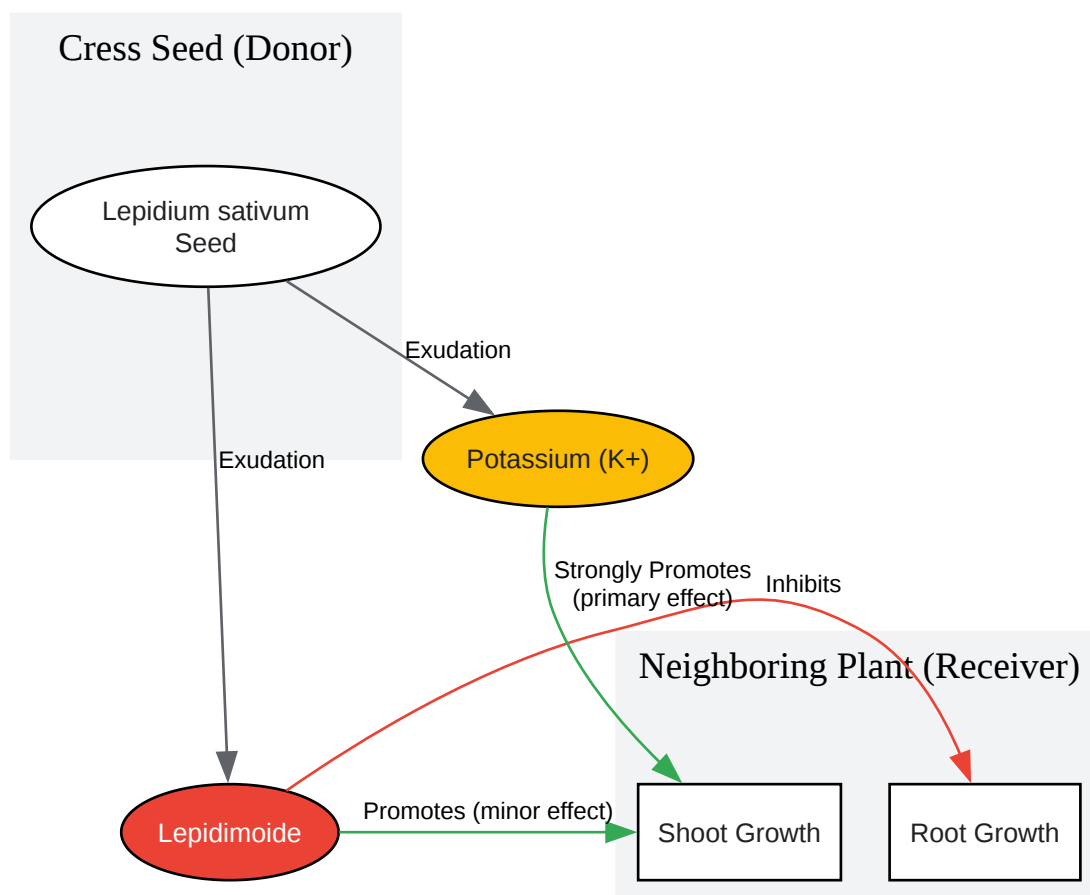 Cress Seed (Donor)
Lepidium sativum
Seed
Exudation
Potassium (K+)
Exudation
Strongly Promotes
(primary effect)
Inhibits
Neighboring Plant (Receiver)
Promotes (minor effect)
Lepidimoide
Shoot Growth
Root Growth